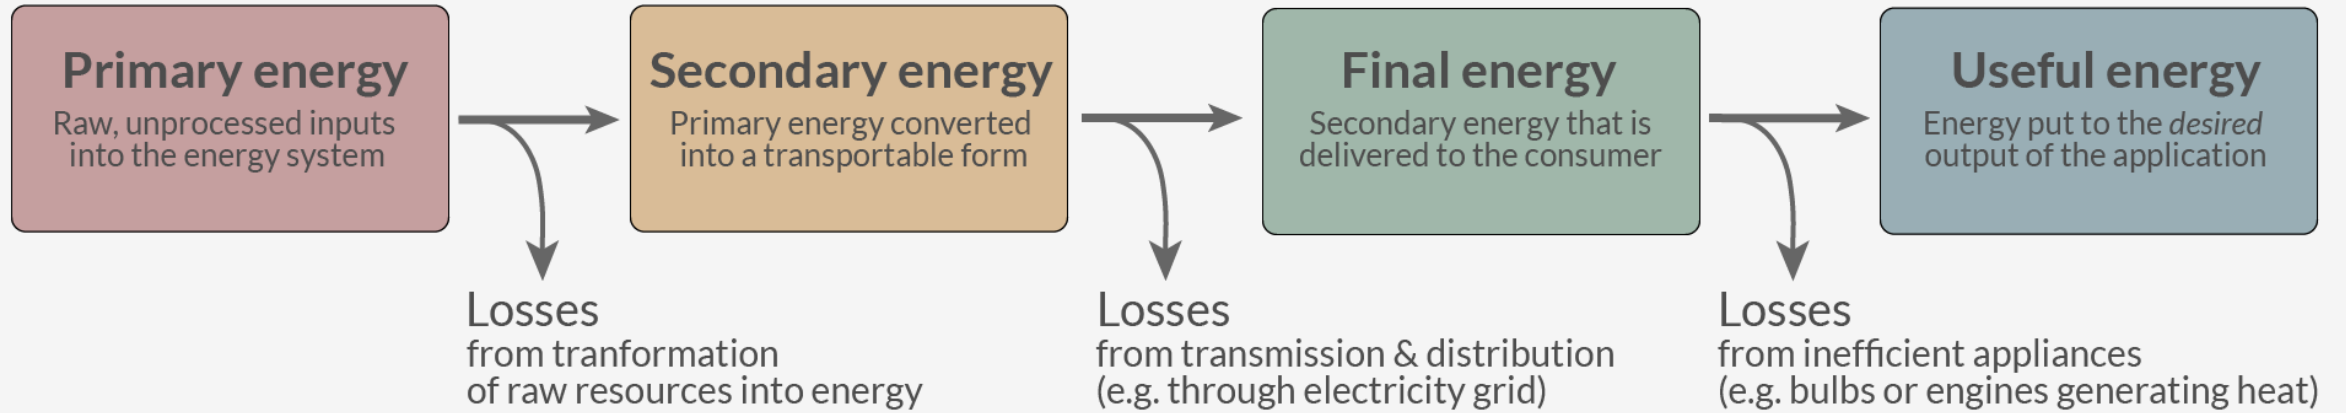 Primary energy
Raw, unprocessed inputs
into the energy system
Secondary energy
Primary energy converted
into a transportable form
Final energy
Secondary energy that is
delivered to the consumer
Useful energy
Energy put to the desired
output of the application
Losses
from tranformation
of raw resources into energy
Losses
from transmission & distribution
(e.g. through electricity grid)
Losses
from inefficient appliances
(e.g. bulbs or engines generating heat)